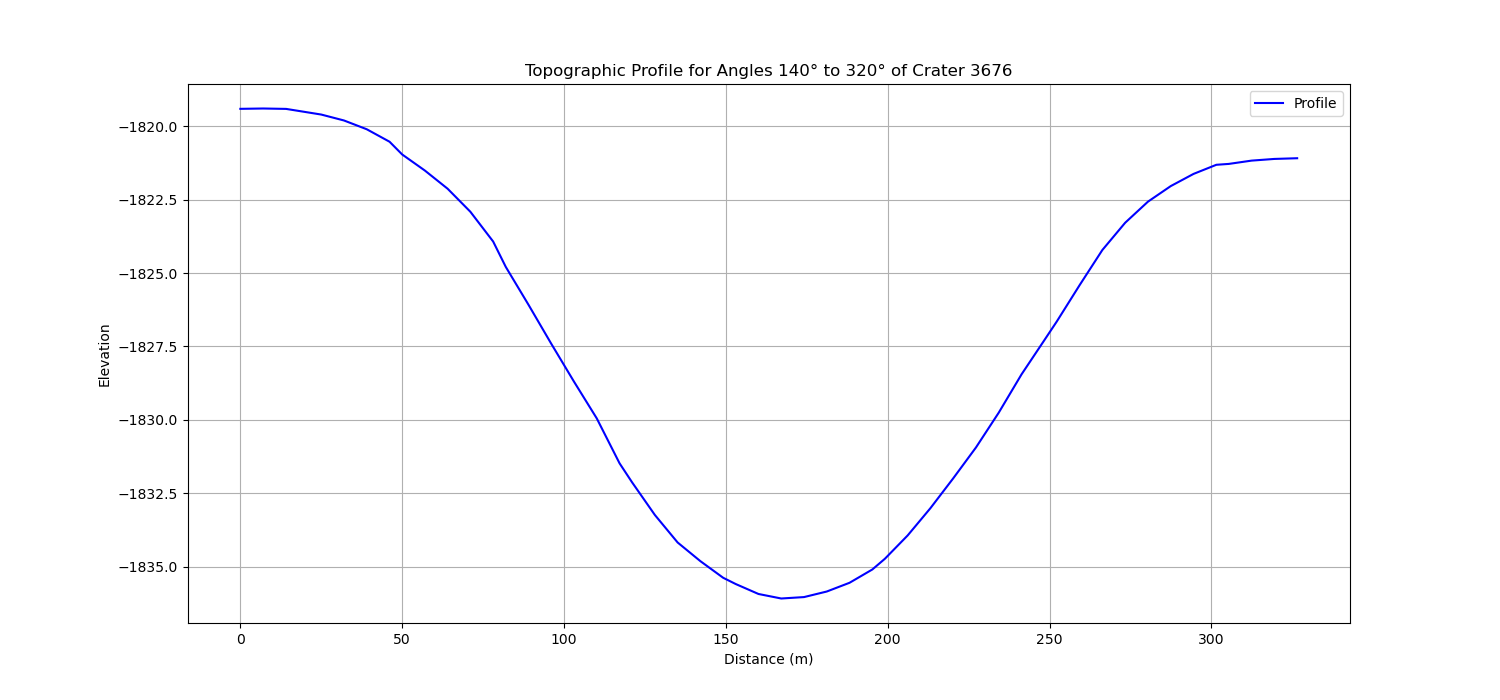 Topographic Profile for Angles 140° to 320° of Crater 3676
Profile
−1820.0
−1822.5
−1825.0
−1827.5
−1830.0
−1832.5
−1835.0
Elevation
0 50 100 150 200 250 300
Distance (m)